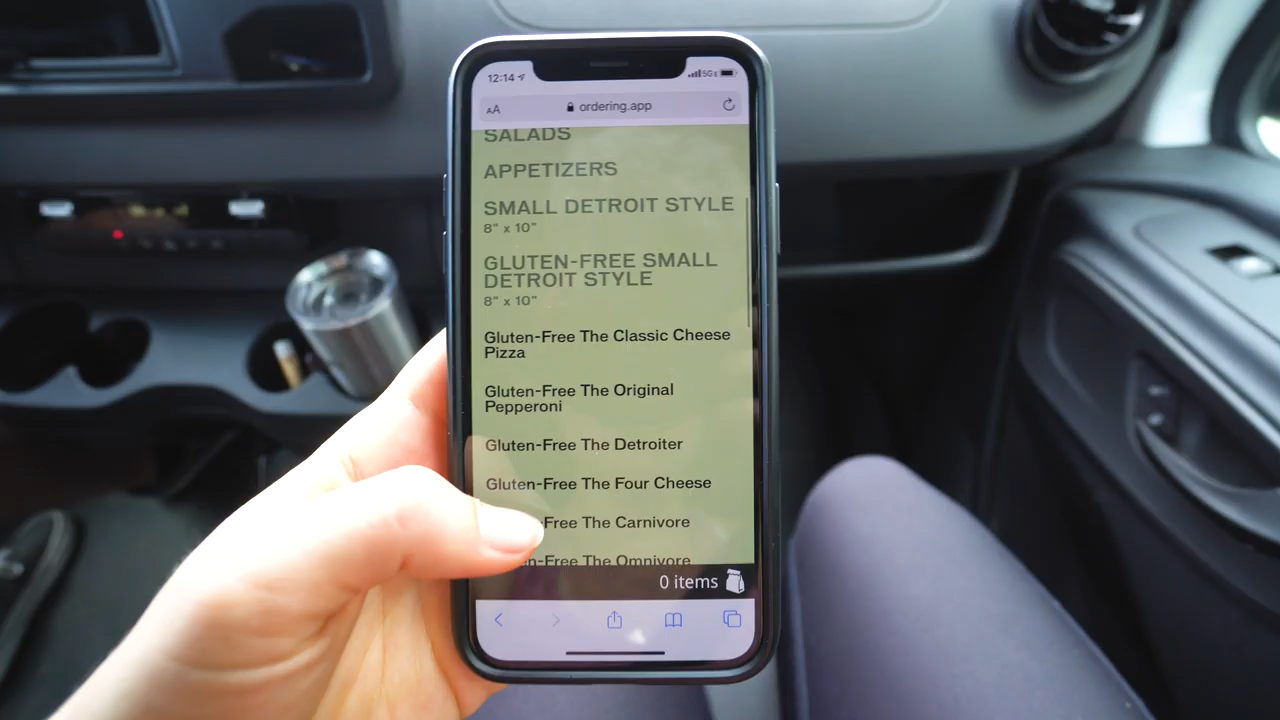 12:14
5G
AA
ordering.app
SALADS
APPETIZERS
SMALL DETROIT STYLE
8" x 10"
GLUTEN-FREE SMALL
DETROIT STYLE
8" x 10"
Gluten-Free The Classic Cheese
Pizza
Gluten-Free The Original
Pepperoni
Gluten-Free The Detroiter
Gluten-Free The Four Cheese
-Free The Carnivore
-Free The Omnivore
0 items